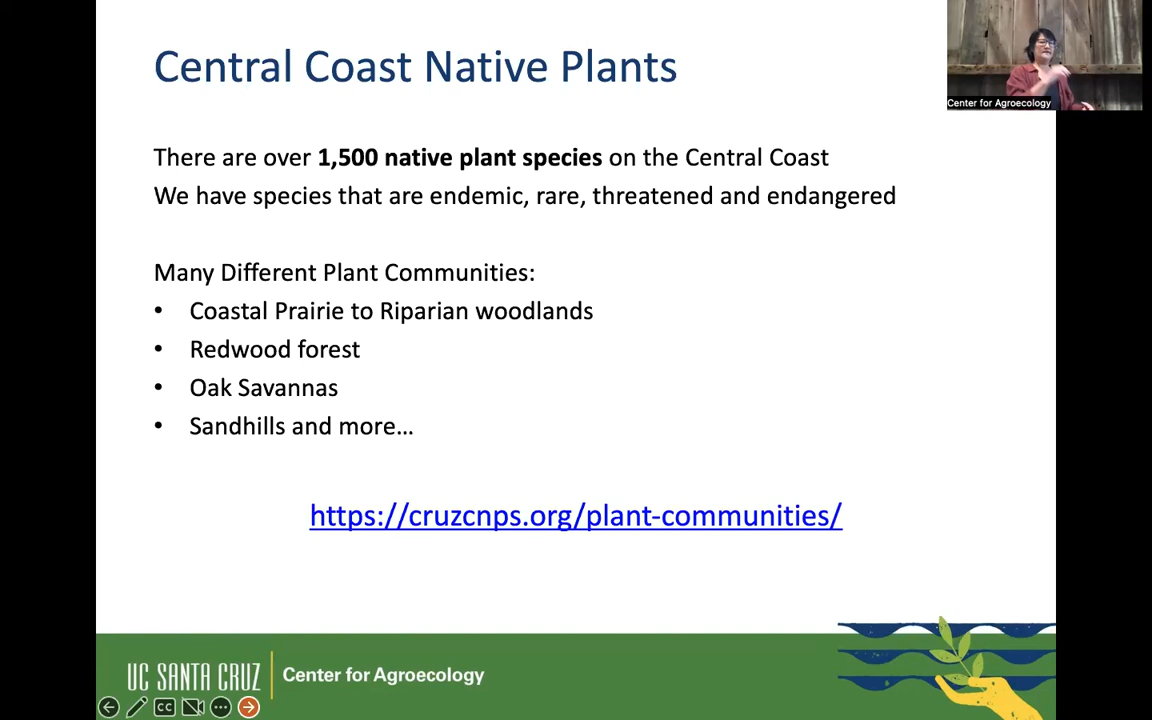 Central Coast Native Plants
Center for Agroecology
There are over 1,500 native plant species on the Central Coast
We have species that are endemic, rare, threatened and endangered
Many Different Plant Communities:
• Coastal Prairie to Riparian woodlands
• Redwood forest
• Oak Savannas
• Sandhills and more…
https://cruzcnps.org/plant-communities/
UC SANTA CRUZ
Center for Agroecology
CC